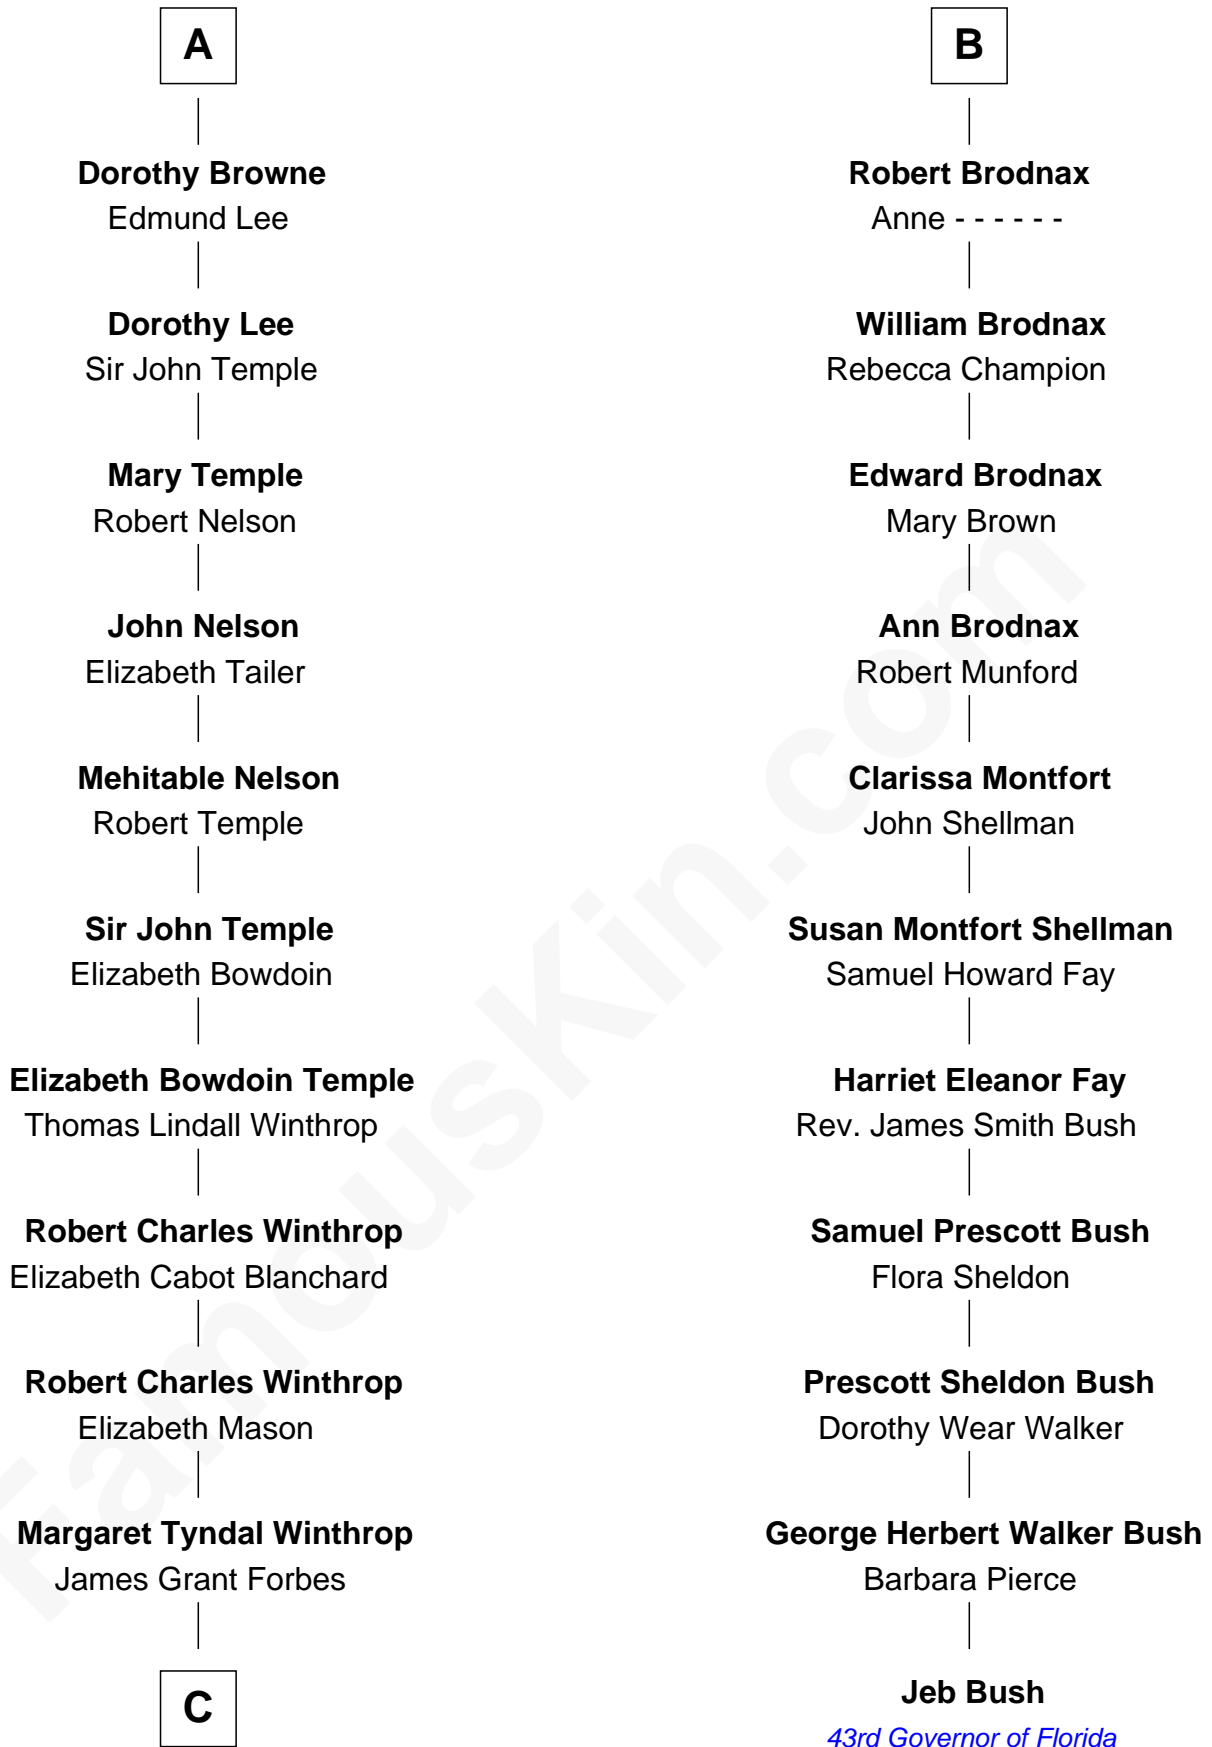 A
Dorothy Browne
Edmund Lee
Dorothy Lee
Sir John Temple
Mary Temple
Robert Nelson
John Nelson
Elizabeth Tailer
Mehitable Nelson
Robert Temple
Sir John Temple
Elizabeth Bowdoin
Elizabeth Bowdoin Temple
Thomas Lindall Winthrop
Robert Charles Winthrop
Elizabeth Cabot Blanchard
Robert Charles Winthrop
Elizabeth Mason
Margaret Tyndal Winthrop
James Grant Forbes
C
B
Robert Brodnax
Anne - - - - - -
William Brodnax
Rebecca Champion
Edward Brodnax
Mary Brown
Ann Brodnax
Robert Munford
Clarissa Montfort
John Shellman
Susan Montfort Shellman
Samuel Howard Fay
Harriet Eleanor Fay
Rev. James Smith Bush
Samuel Prescott Bush
Flora Sheldon
Prescott Sheldon Bush
Dorothy Wear Walker
George Herbert Walker Bush
Barbara Pierce
Jeb Bush
43rd Governor of Florida
FamousKin.com